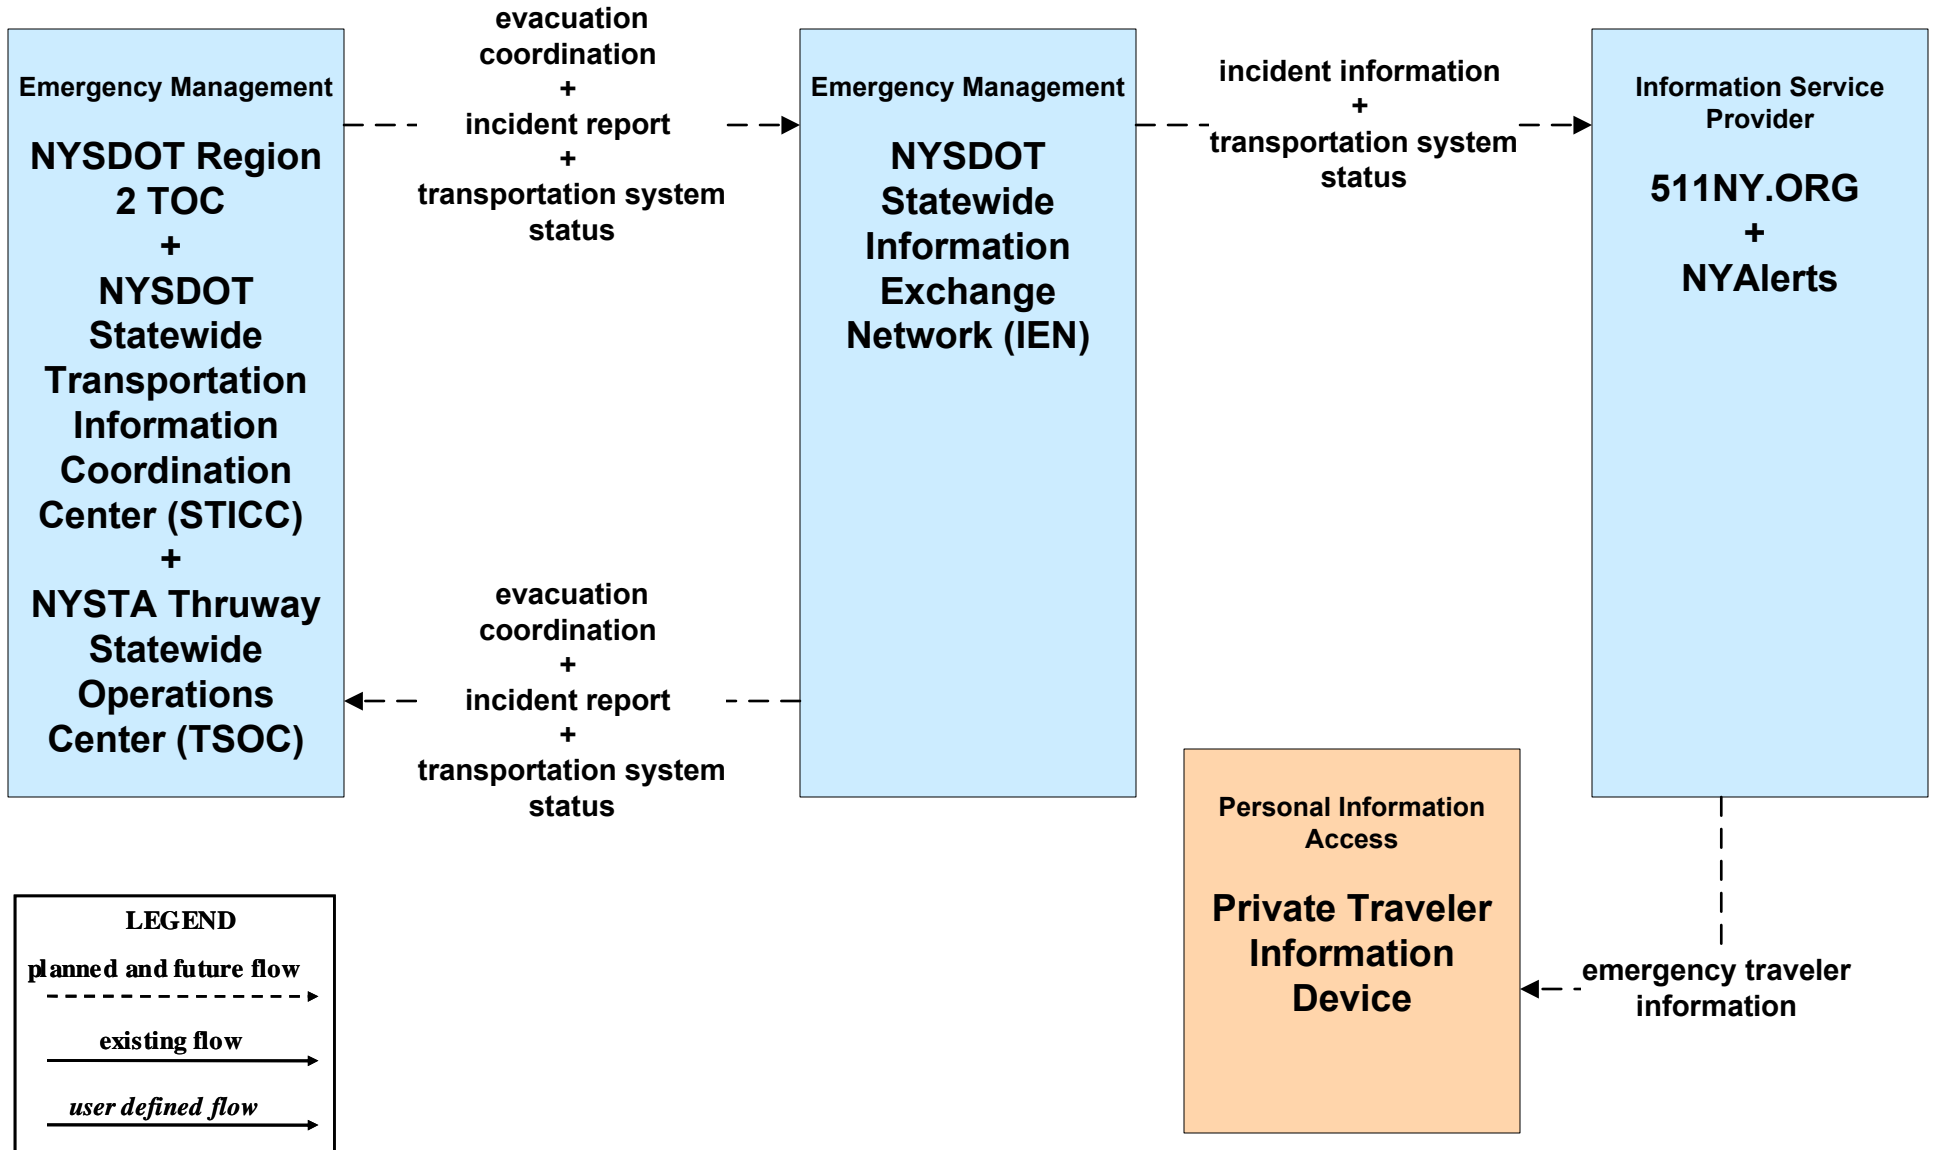 Emergency Management
NYSDOT Region
2 TOC
+
NYSDOT
Statewide
Transportation
Information
Coordination
Center (STICC)
+
NYSTA Thruway
Statewide
Operations
Center (TSOC)
evacuation
coordination
+
incident report
+
transportation system
status
evacuation
coordination
+
incident report
+
transportation system
status
Emergency Management
NYSDOT
Statewide
Information
Exchange
Network (IEN)
incident information
+
transportation system
status
Information Service
Provider
511NY.ORG
+
NYAlerts
Personal Information
Access
Private Traveler
Information
Device
emergency traveler
information
LEGEND
planned and future flow
existing flow
user defined flow